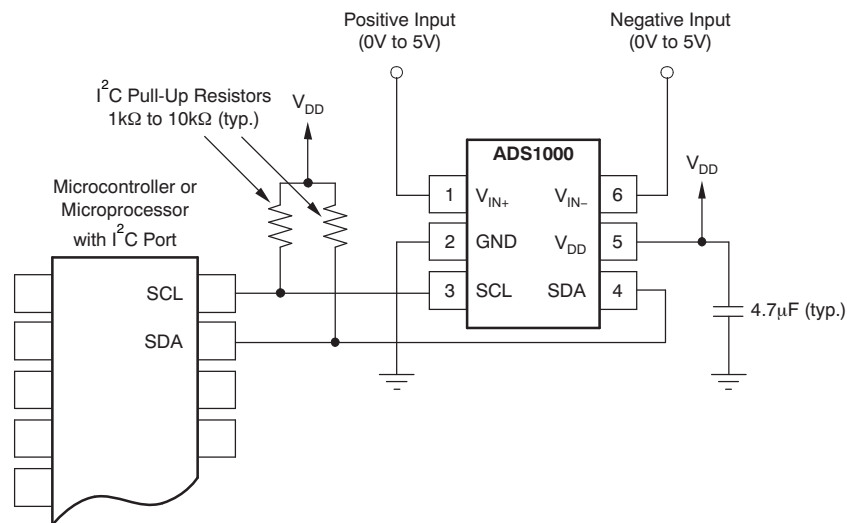 Positive Input
(0V to 5V)
Negative Input
(0V to 5V)
I²C Pull-Up Resistors
1kΩ to 10kΩ (typ.)
V_DD
Microcontroller or
Microprocessor
with I²C Port
SCL
SDA
ADS1000
1 V_IN+ V_IN– 6
2 GND V_DD 5
3 SCL SDA 4
V_DD
4.7μF (typ.)